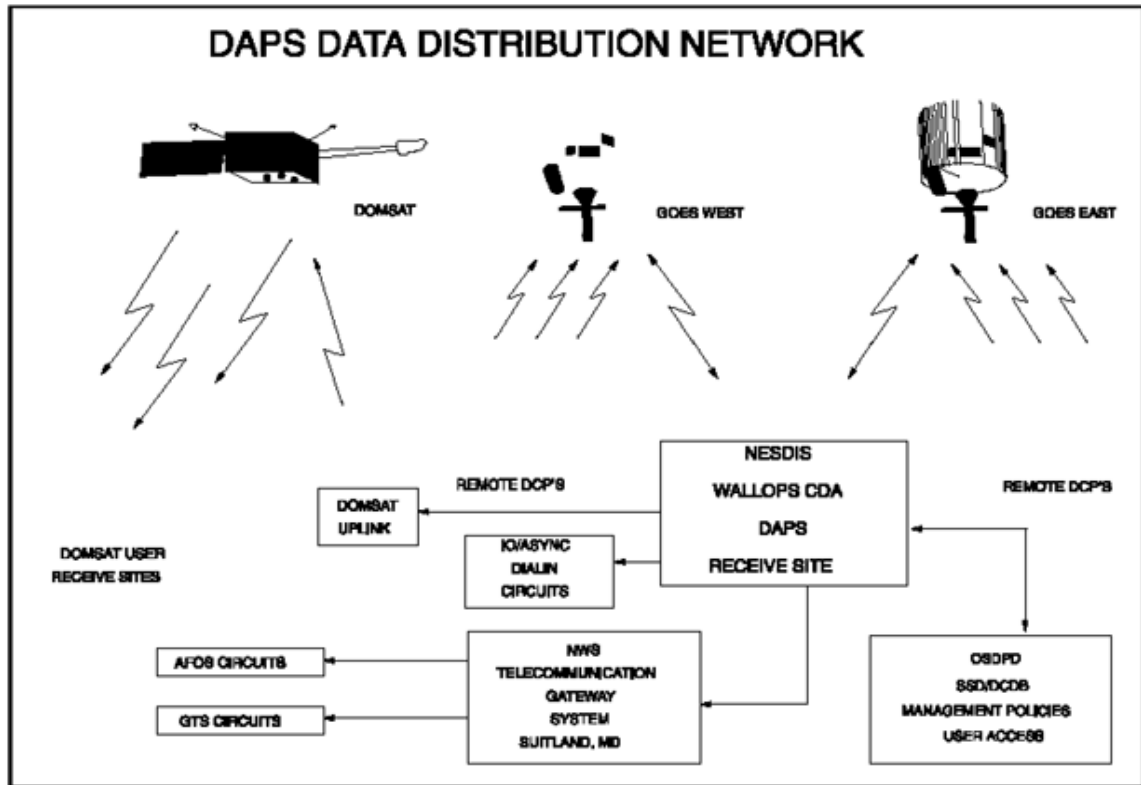 DAPS DATA DISTRIBUTION NETWORK
DOMSAT
GOES WEST
GOES EAST
NESDIS
WALLOPS CDA
DAPS
RECEIVE SITE
REMOTE DCP'S
REMOTE DCP'S
DOMSAT
UPLINK
IO/ASYNC
DIALIN
CIRCUITS
DOMSAT USER
RECEIVE SITES
AFOS CIRCUITS
GTS CIRCUITS
NWS
TELECOMMUNICATION
GATEWAY
SYSTEM
SUITLAND, MD
OSDPD
SSD/DCDB
MANAGEMENT POLICIES
USER ACCESS